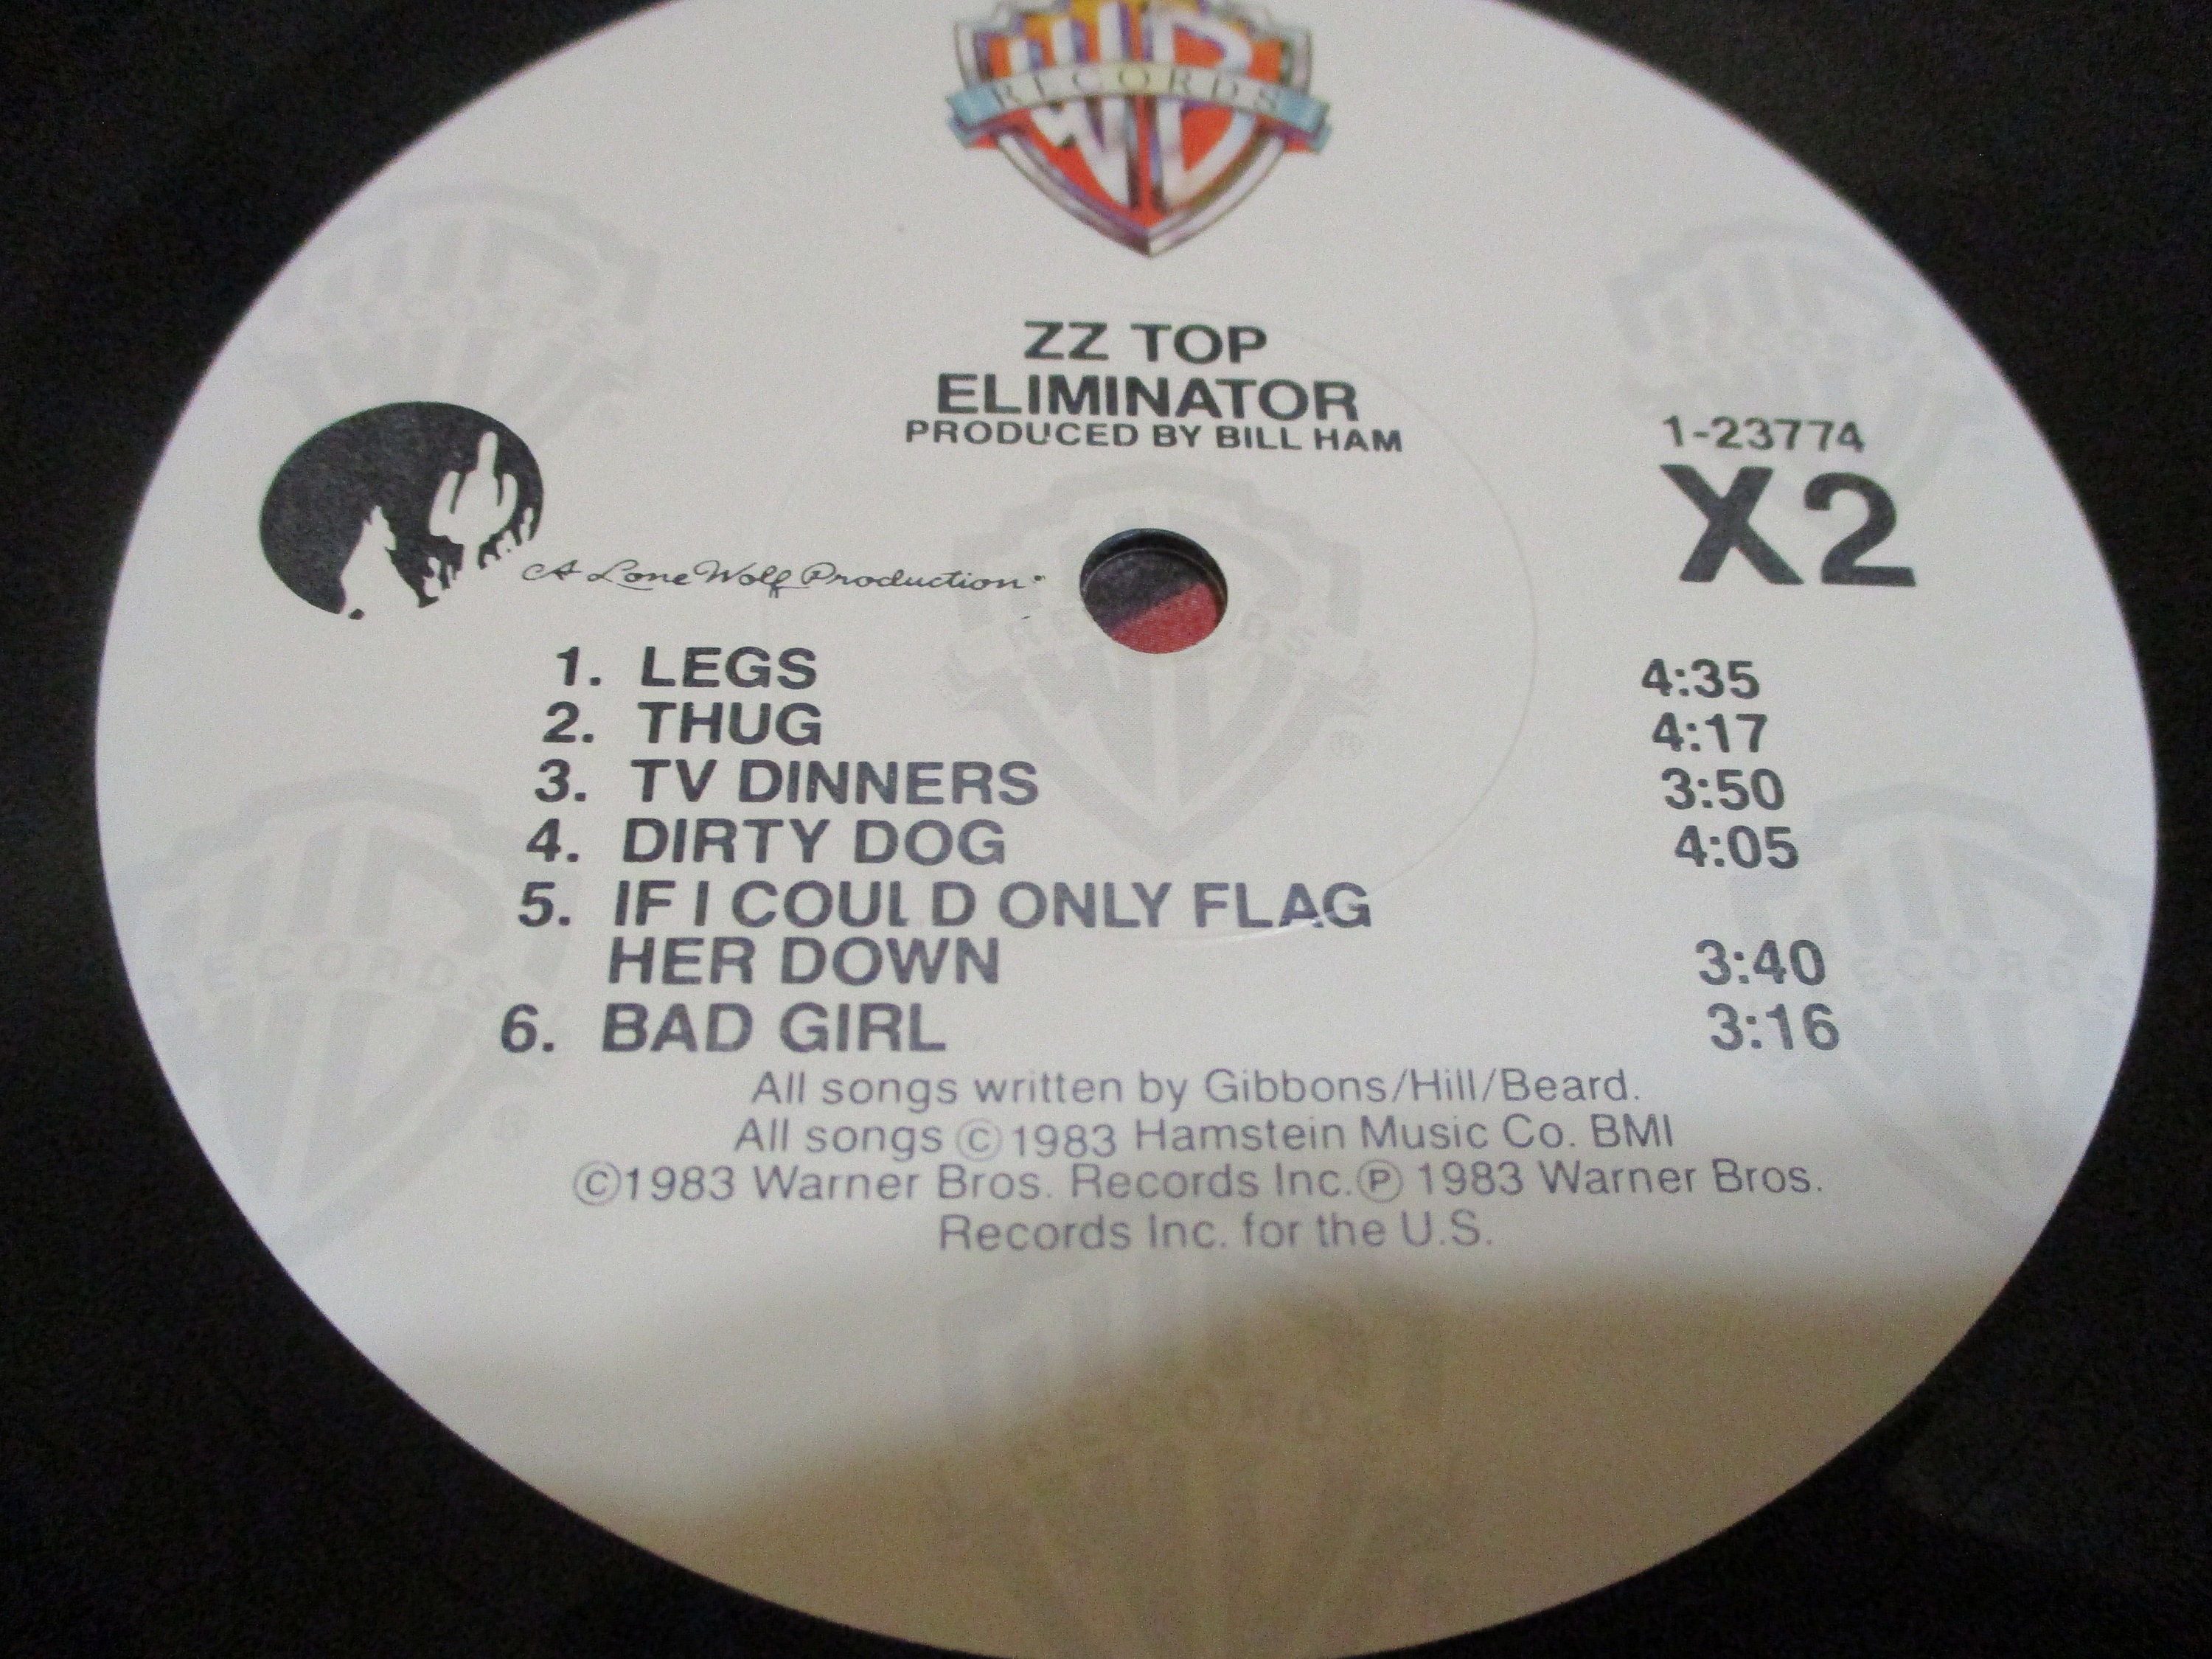 WB
RECORDS
ZZ TOP
ELIMINATOR
PRODUCED BY BILL HAM
1-23774
X2
A Lone Wolf Production
1. LEGS 4:35
2. THUG 4:17
3. TV DINNERS 3:50
4. DIRTY DOG 4:05
5. IF I COUL D ONLY FLAG
HER DOWN 3:40
6. BAD GIRL 3:16
All songs written by Gibbons/Hill/Beard.
All songs ©1983 Hamstein Music Co. BMI
©1983 Warner Bros. Records Inc.℗ 1983 Warner Bros.
Records Inc. for the U.S.